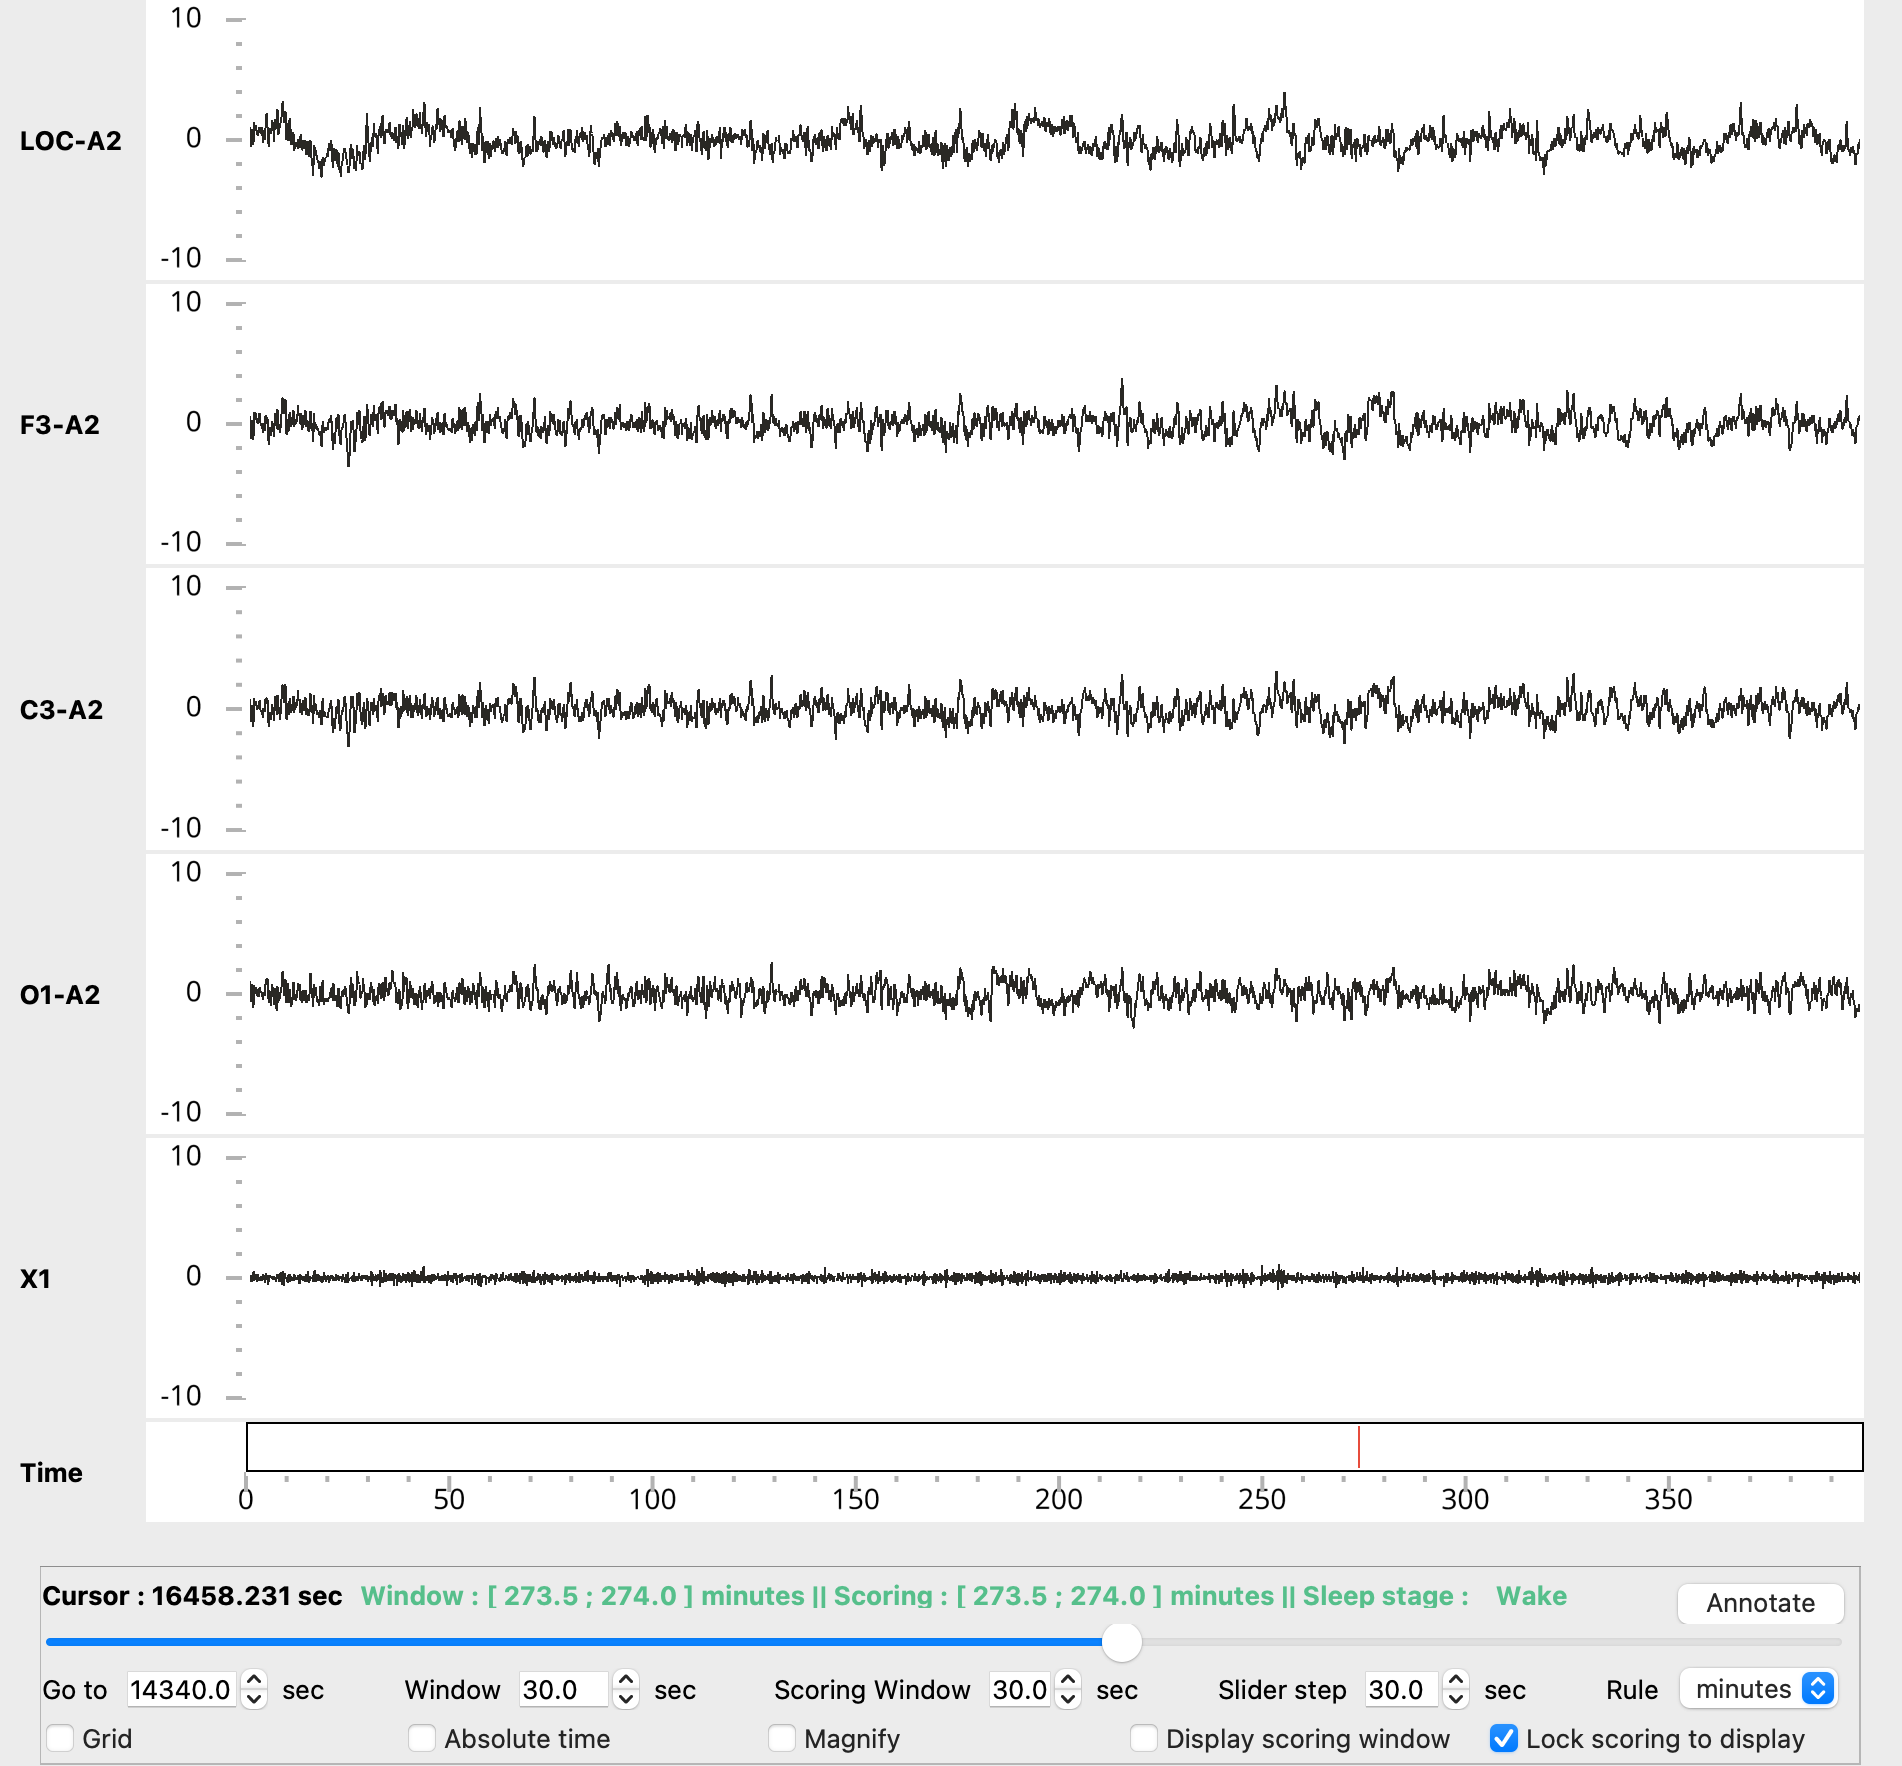 10
LOC-A2
0
-10
10
F3-A2
0
-10
10
C3-A2
0
-10
10
O1-A2
0
-10
10
X1
0
-10
Time
0 50 100 150 200 250 300 350
Cursor : 16458.231 sec Window : [ 273.5 ; 274.0 ] minutes || Scoring : [ 273.5 ; 274.0 ] minutes || Sleep stage : Wake Annotate
Go to 14340.0 sec Window 30.0 sec Scoring Window 30.0 sec Slider step 30.0 sec Rule minutes
Grid Absolute time Magnify Display scoring window Lock scoring to display